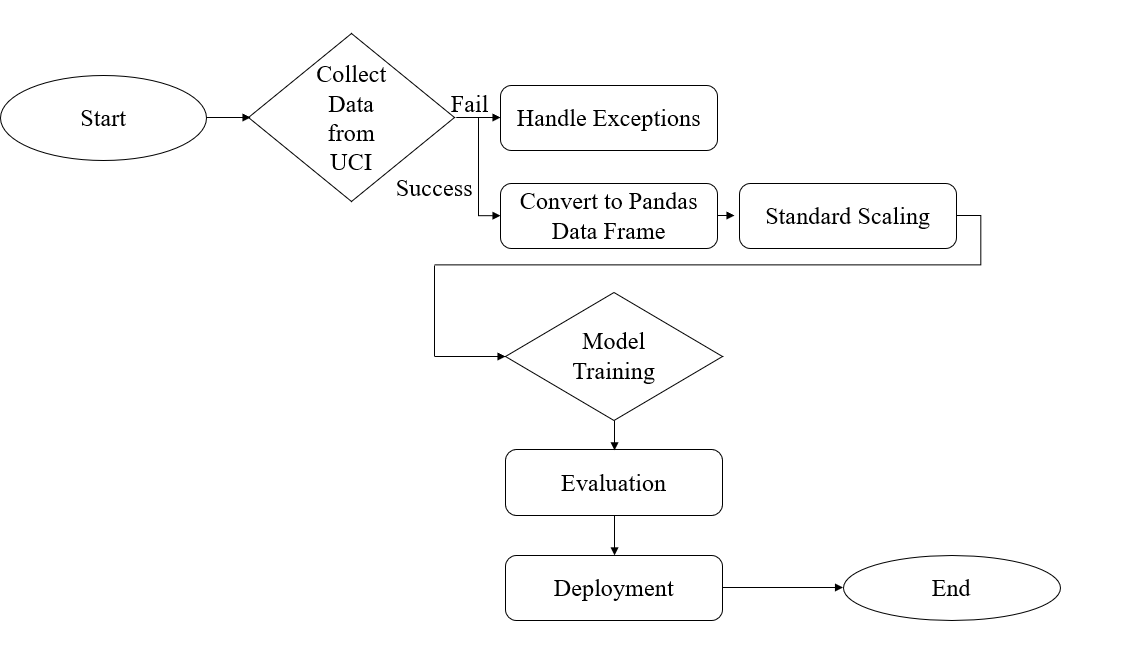 Start
Collect
Data
from
UCI
Fail
Handle Exceptions
Success
Convert to Pandas
Data Frame
Standard Scaling
Model
Training
Evaluation
Deployment
End